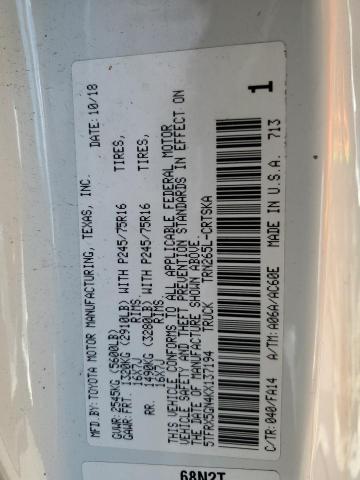 MFD.BY: TOYOTA MOTOR MANUFACTURING, TEXAS, INC. DATE: 10/18
GVWR: 2545KG (5600LB)
GAWR: FRT. 1320KG (2910LB) WITH P245/75R16 TIRES,
16X7J RIMS,
RR. 1490KG (3280LB) WITH P245/75R16 TIRES,
16X7J RIMS,
THIS VEHICLE CONFORMS TO ALL APPLICABLE FEDERAL MOTOR
VEHICLE SAFETY AND THEFT PREVENTION STANDARDS IN EFFECT ON
THE DATE OF MANUFACTURE SHOWN ABOVE.
TRUCK TRN265L-CRTSKA
C/TR: 040/FA14 A/TM: A06A/AC60E MADE IN U.S.A. 713
1
68N2T